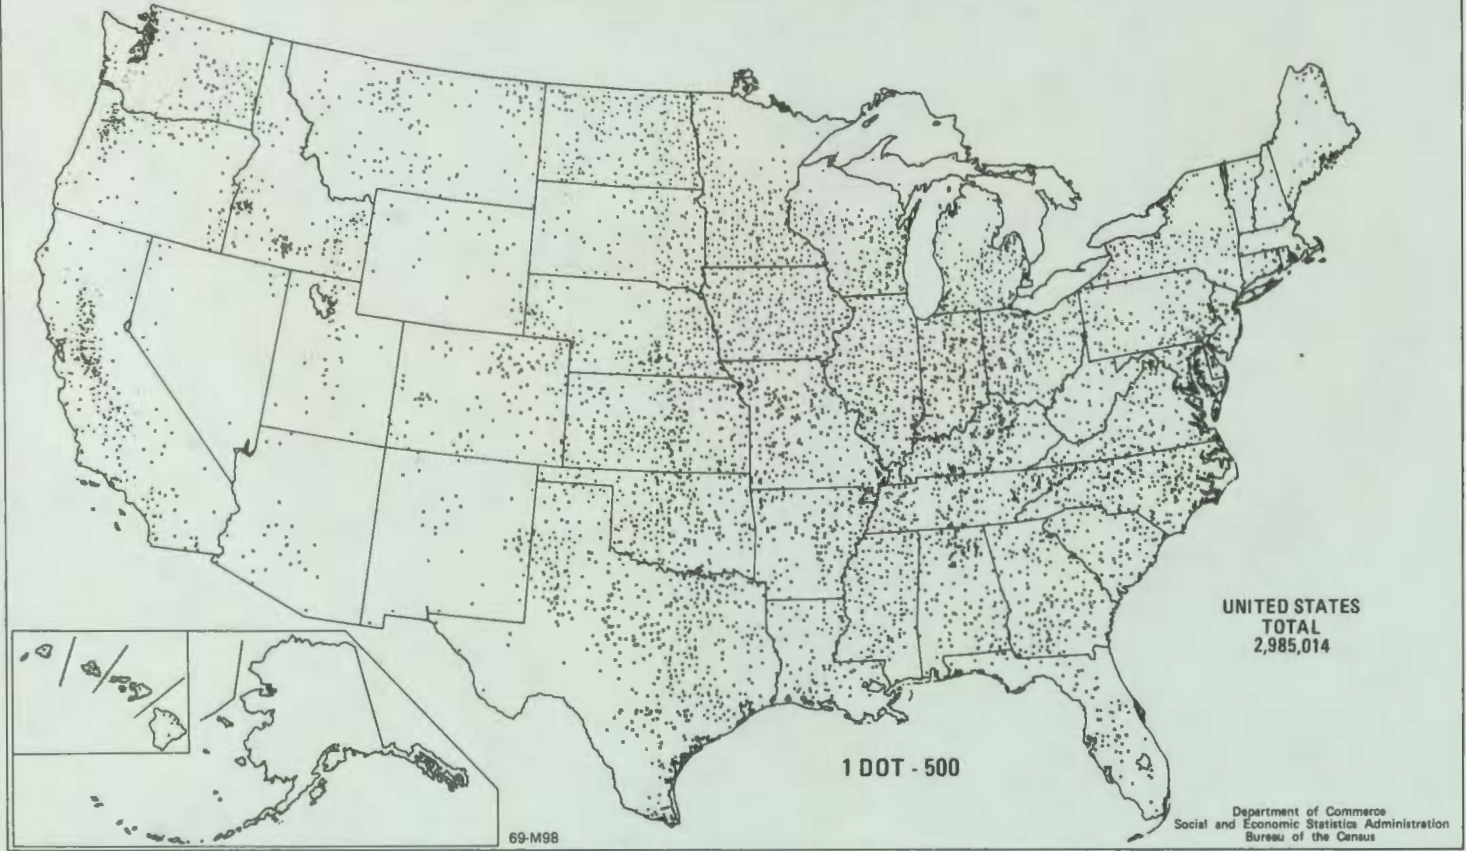 UNITED STATES
TOTAL
2,985,014
1 DOT - 500
69-M98
Department of Commerce
Social and Economic Statistics Administration
Bureau of the Census